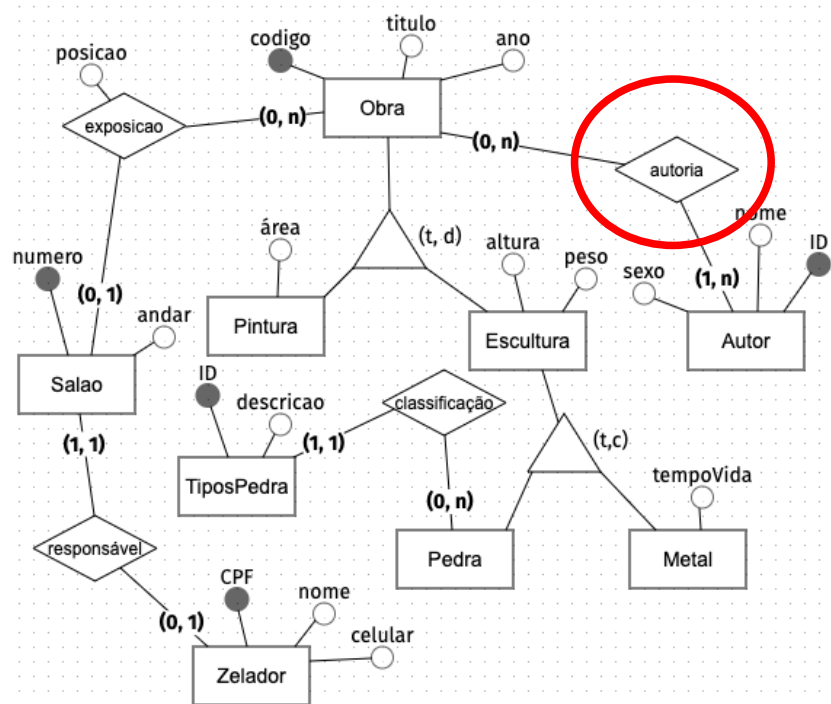 titulo
codigo
ano
posicao
Obra
exposicao
(0, n)
(0, n)
autoria
nome
ID
área
(t, d)
altura
peso
sexo
(1, n)
numero
(0, 1)
andar
Pintura
Escultura
Autor
Salao
ID
descricao
classificação
(1, 1)
(1, 1)
(t,c)
tempoVida
TiposPedra
(0, n)
responsável
Pedra
Metal
CPF
nome
(0, 1)
celular
Zelador